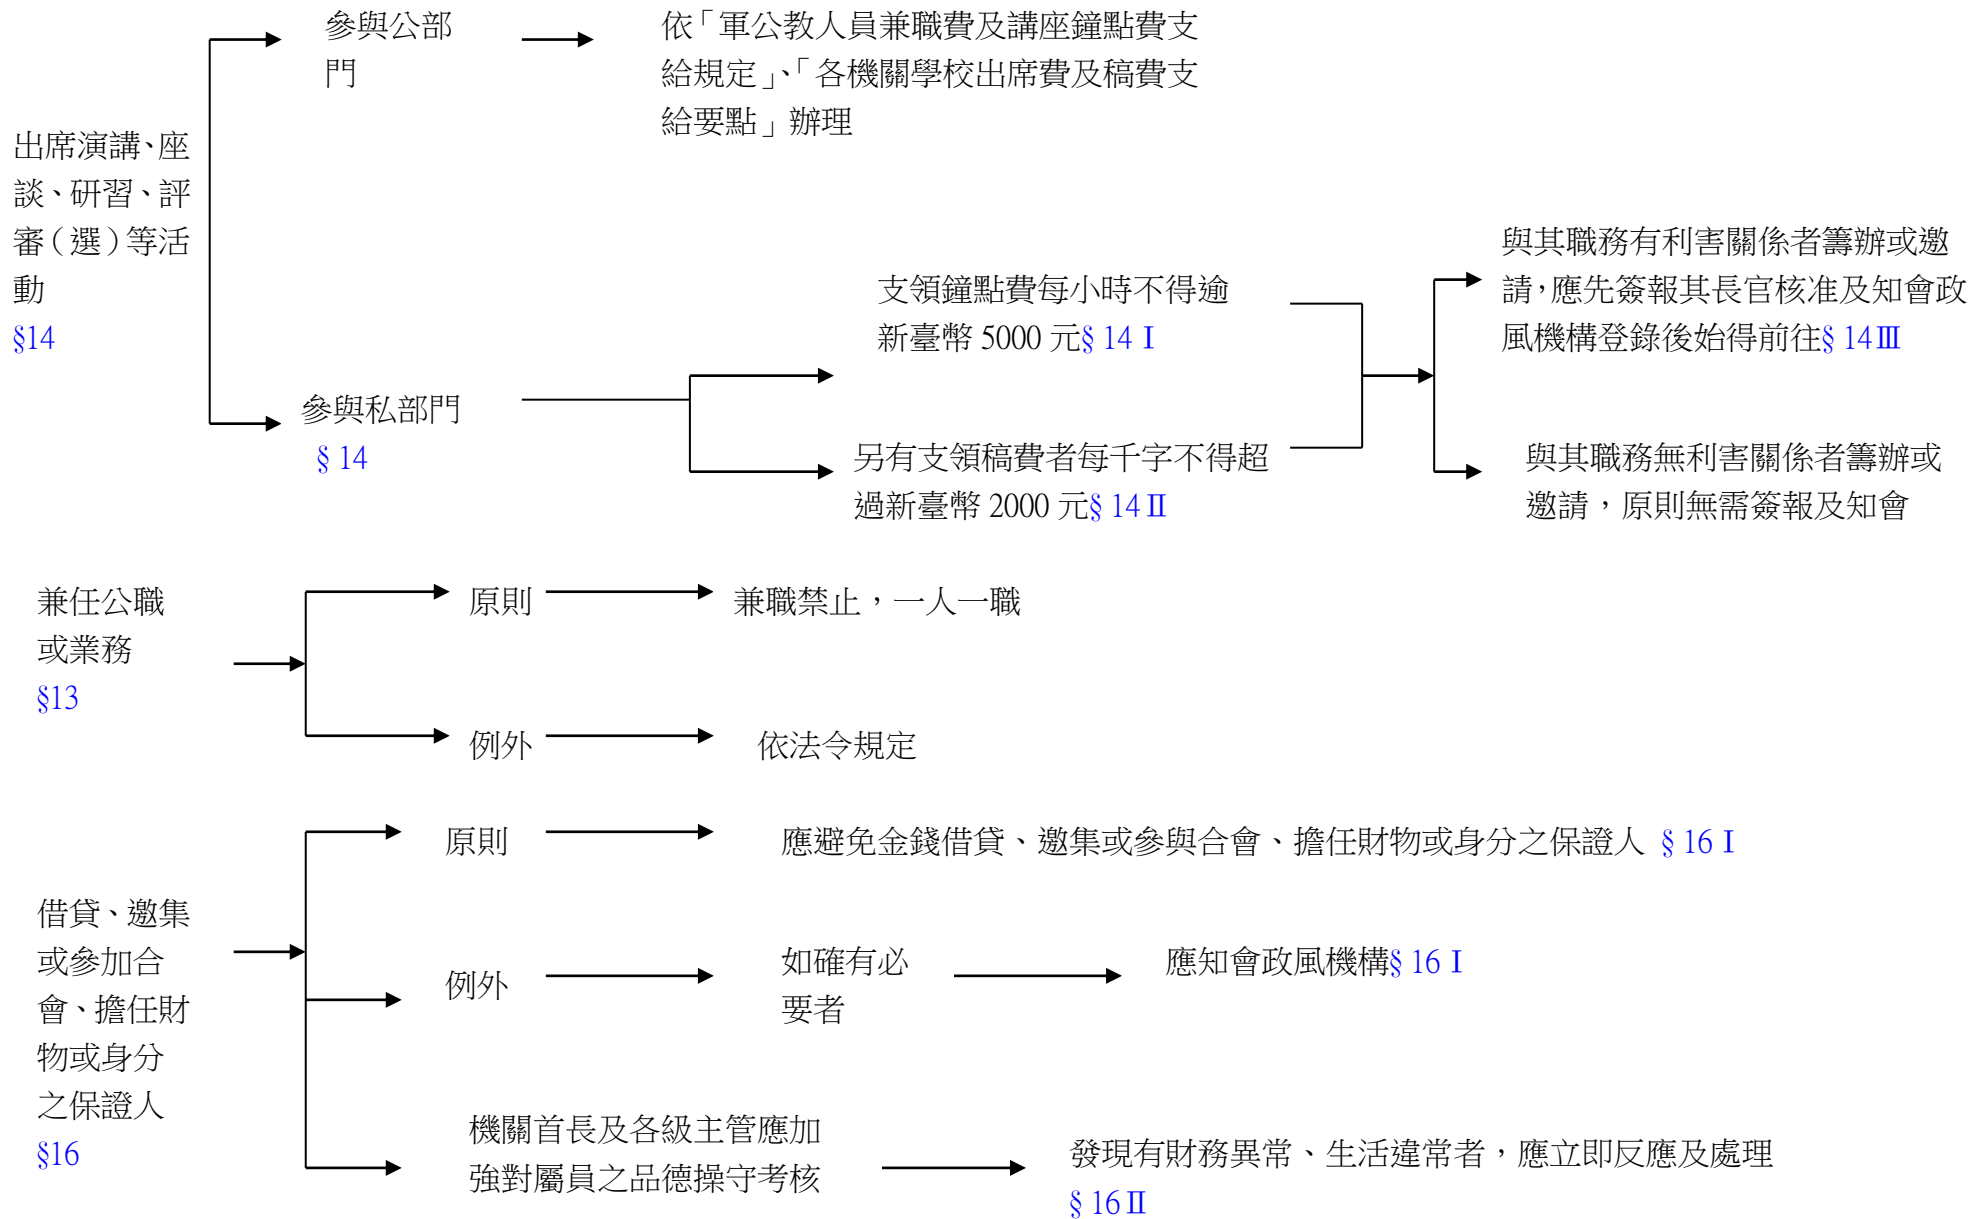 參與公部
門
依「軍公教人員兼職費及講座鐘點費支
給規定」、「各機關學校出席費及稿費支
給要點」辦理
出席演講、座
談、研習、評
審（選）等活
動
§14
參與私部門
§ 14
支領鐘點費每小時不得逾
新臺幣 5000 元§ 14 I
另有支領稿費者每千字不得超
過新臺幣 2000 元§ 14 II
與其職務有利害關係者籌辦或邀
請，應先簽報其長官核准及知會政
風機構登錄後始得前往§ 14 III
與其職務無利害關係者籌辦或
邀請，原則無需簽報及知會
兼任公職
或業務
§13
原則
兼職禁止，一人一職
例外
依法令規定
借貸、邀集
或參加合
會、擔任財
物或身分
之保證人
§16
原則
應避免金錢借貸、邀集或參與合會、擔任財物或身分之保證人 § 16 I
例外
如確有必
要者
應知會政風機構§ 16 I
機關首長及各級主管應加
強對屬員之品德操守考核
發現有財務異常、生活違常者，應立即反應及處理
§ 16 II